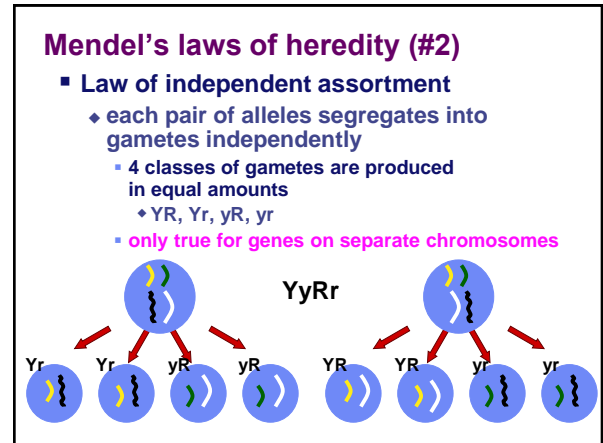 Mendel's laws of heredity (#2)
Law of independent assortment
each pair of alleles segregates into
gametes independently
4 classes of gametes are produced
in equal amounts
YR, Yr, yR, yr
only true for genes on separate chromosomes
YyRr
Yr Yr yR yR YR YR yr yr